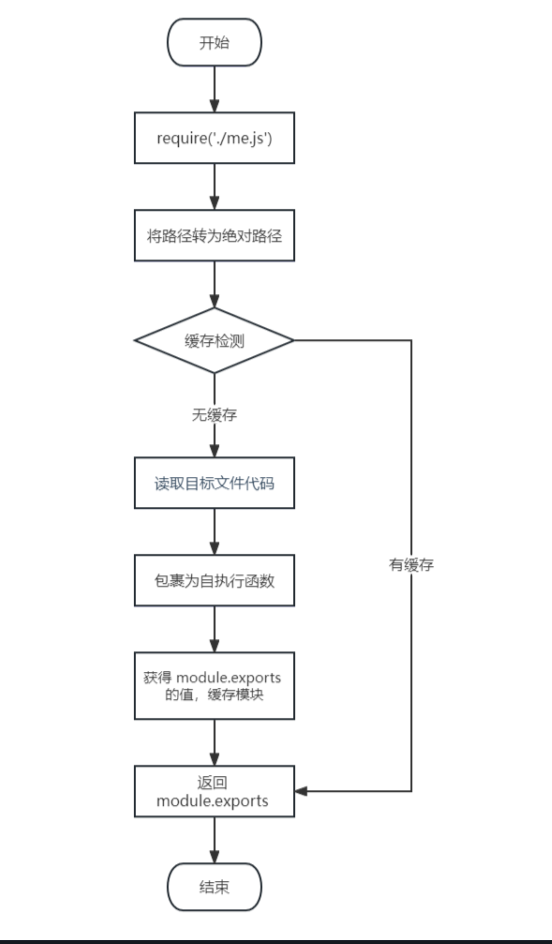 开始
require('./me.js')
将路径转为绝对路径
缓存检测
无缓存
读取目标文件代码
有缓存
包裹为自执行函数
获得 module.exports
的值，缓存模块
返回
module.exports
结束